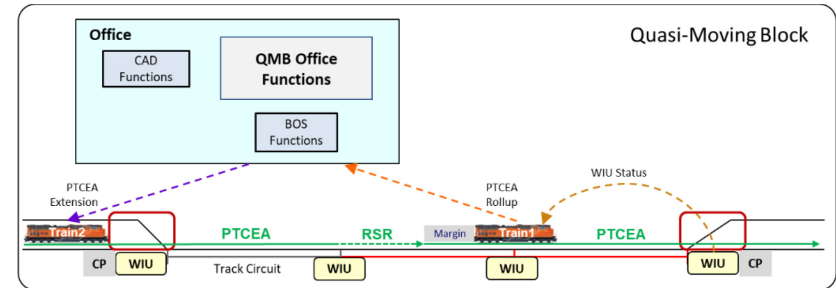 Office
Quasi-Moving Block
CAD
Functions
QMB Office
Functions
BOS
Functions
PTCEA
Extension
PTCEA
Rollup
WIU Status
Train2
PTCEA
RSR
Margin
Train1
PTCEA
CP
WIU
Track Circuit
WIU
WIU
WIU
CP